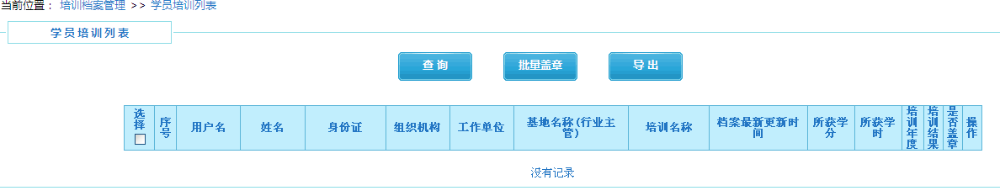 当前位置： 培训档案管理 >> 学员培训列表
学员培训列表
查 询 批量盖章 导 出
选择 序号 用户名 姓名 身份证 组织机构 工作单位 基地名称(行业主管) 培训名称 档案最新更新时间 所获学分 所获学时 培训年度 培训结果 是否盖章 操作
没有记录